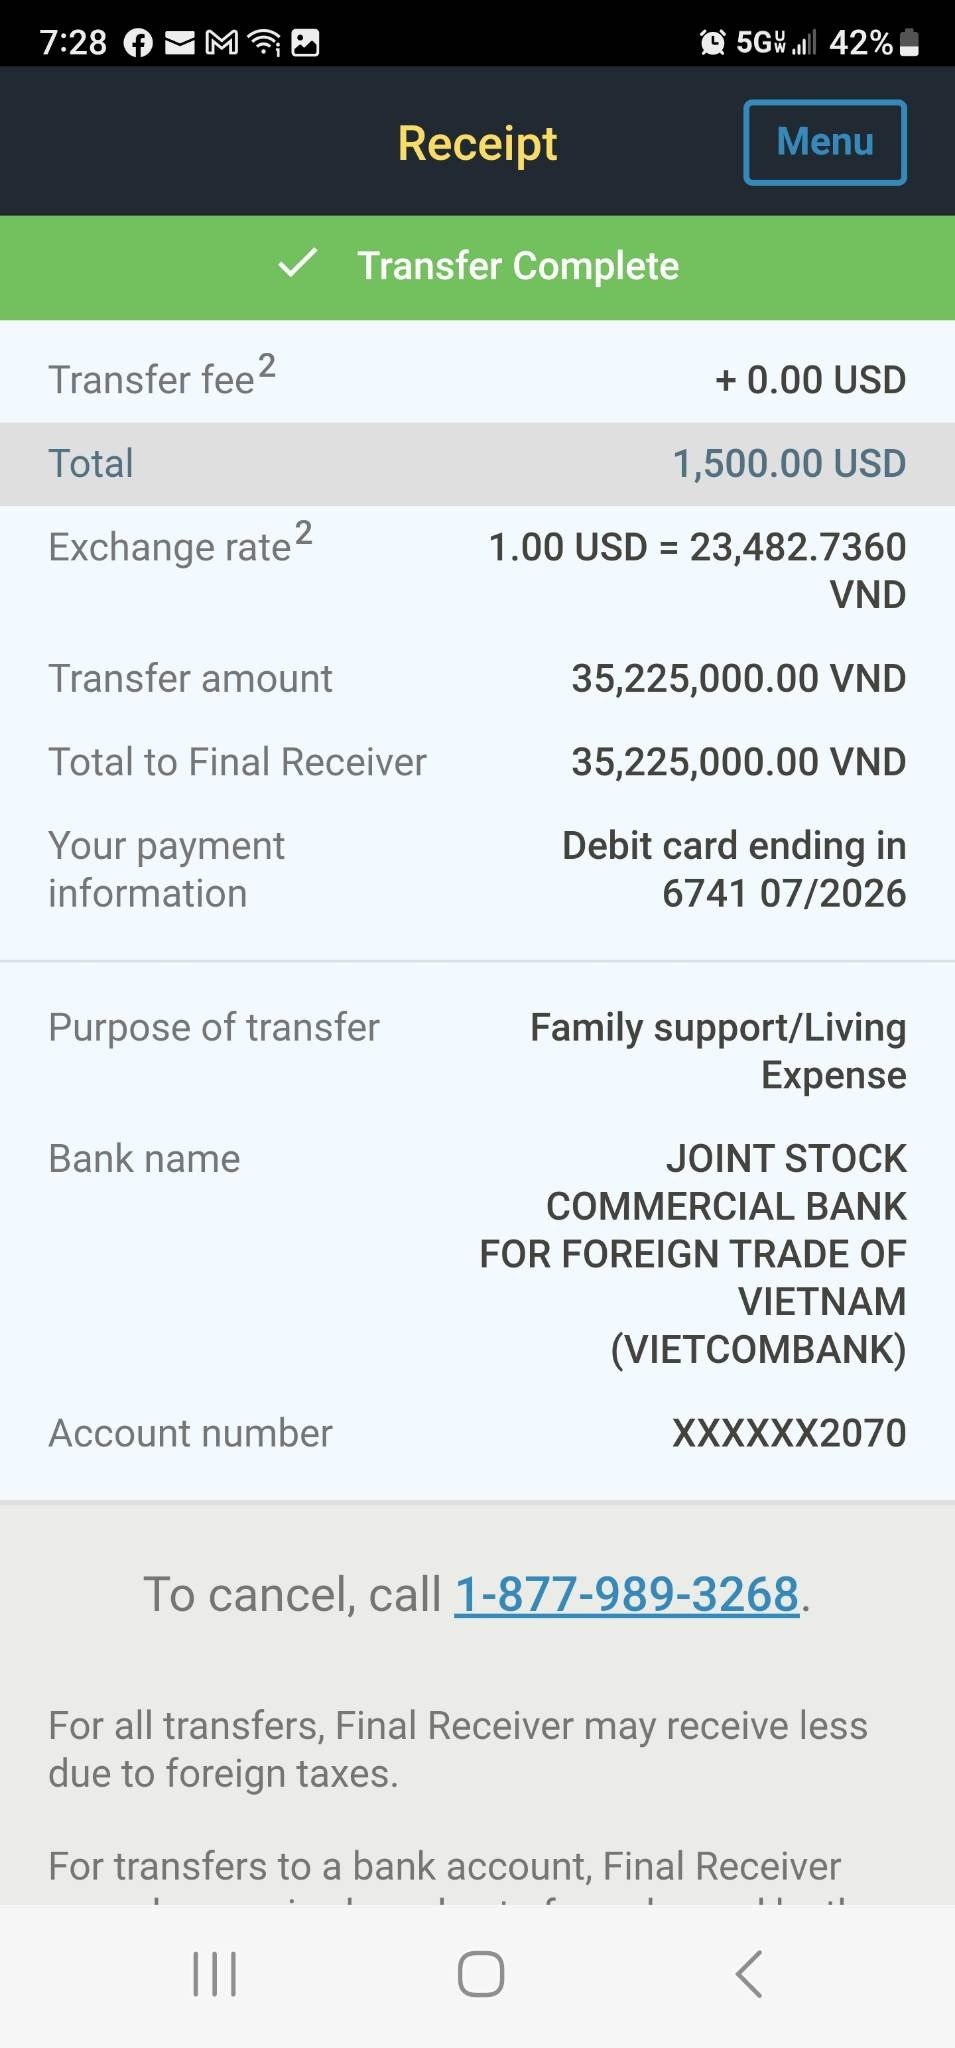 7:28 5G UW 42%
Receipt
Menu
Transfer Complete
Transfer fee2 + 0.00 USD
Total 1,500.00 USD
Exchange rate2 1.00 USD = 23,482.7360
VND
Transfer amount 35,225,000.00 VND
Total to Final Receiver 35,225,000.00 VND
Your payment Debit card ending in
information 6741 07/2026
Purpose of transfer Family support/Living
Expense
Bank name JOINT STOCK
COMMERCIAL BANK
FOR FOREIGN TRADE OF
VIETNAM
(VIETCOMBANK)
Account number XXXXXX2070
To cancel, call 1-877-989-3268.
For all transfers, Final Receiver may receive less
due to foreign taxes.
For transfers to a bank account, Final Receiver